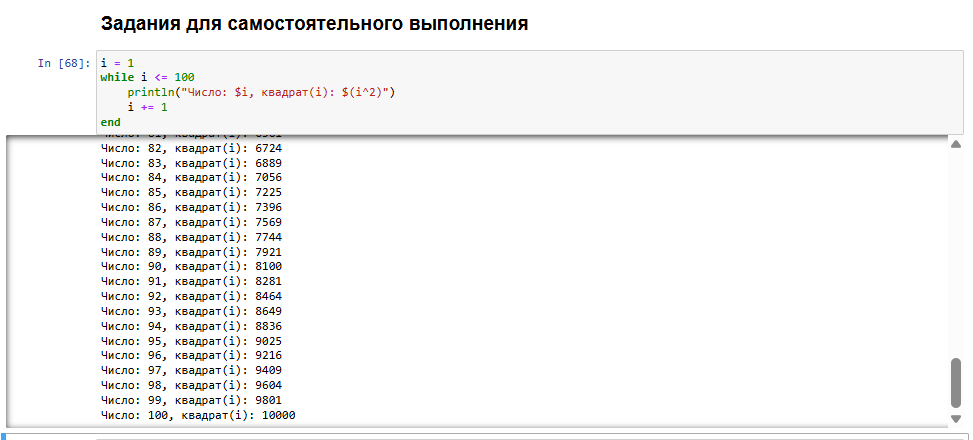 Задания для самостоятельного выполнения
In [68]: i = 1
while i <= 100
println("Число: $i, квадрат(i): $(i^2)")
i += 1
end
Число: 82, квадрат(i): 6724
Число: 83, квадрат(i): 6889
Число: 84, квадрат(i): 7056
Число: 85, квадрат(i): 7225
Число: 86, квадрат(i): 7396
Число: 87, квадрат(i): 7569
Число: 88, квадрат(i): 7744
Число: 89, квадрат(i): 7921
Число: 90, квадрат(i): 8100
Число: 91, квадрат(i): 8281
Число: 92, квадрат(i): 8464
Число: 93, квадрат(i): 8649
Число: 94, квадрат(i): 8836
Число: 95, квадрат(i): 9025
Число: 96, квадрат(i): 9216
Число: 97, квадрат(i): 9409
Число: 98, квадрат(i): 9604
Число: 99, квадрат(i): 9801
Число: 100, квадрат(i): 10000